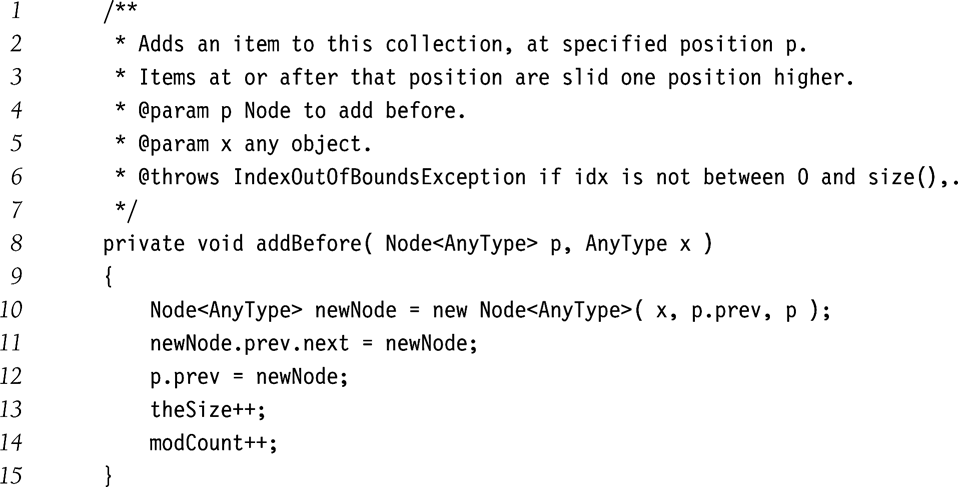 1 /**
2 * Adds an item to this collection, at specified position p.
3 * Items at or after that position are slid one position higher.
4 * @param p Node to add before.
5 * @param x any object.
6 * @throws IndexOutOfBoundsException if idx is not between 0 and size(),.
7 */
8 private void addBefore( Node<AnyType> p, AnyType x )
9 {
10 Node<AnyType> newNode = new Node<AnyType>( x, p.prev, p );
11 newNode.prev.next = newNode;
12 p.prev = newNode;
13 theSize++;
14 modCount++;
15 }